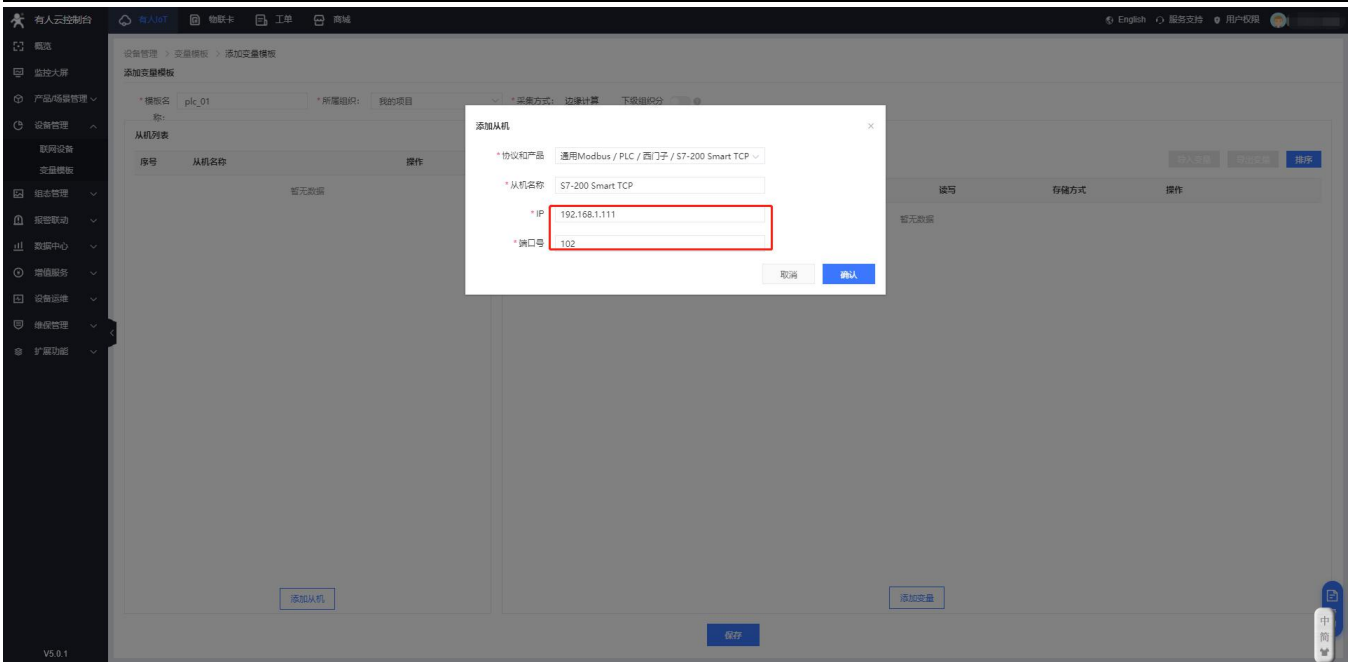 有人云控制台 有人IoT 物联卡 工单 商城 English 服务支持 用户权限
概览
监控大屏
产品/场景管理
设备管理
联网设备
变量模板
组态管理
报警联动
数据中心
增值服务
设备运维
维保管理
扩展功能
V5.0.1
设备管理 > 变量模板 > 添加变量模板
添加变量模板
*模板名称: plc_01 *所属组织: 我的项目 *采集方式: 边缘计算 下级组织分
从机列表
序号 从机名称 操作
暂无数据
添加从机
排序
读写 存储方式 操作
暂无数据
添加变量
保存
添加从机 ×
*协议和产品 通用Modbus / PLC / 西门子 / S7-200 Smart TCP
*从机名称 S7-200 Smart TCP
*IP 192.168.1.111
*端口号 102
取消 确认
中
简